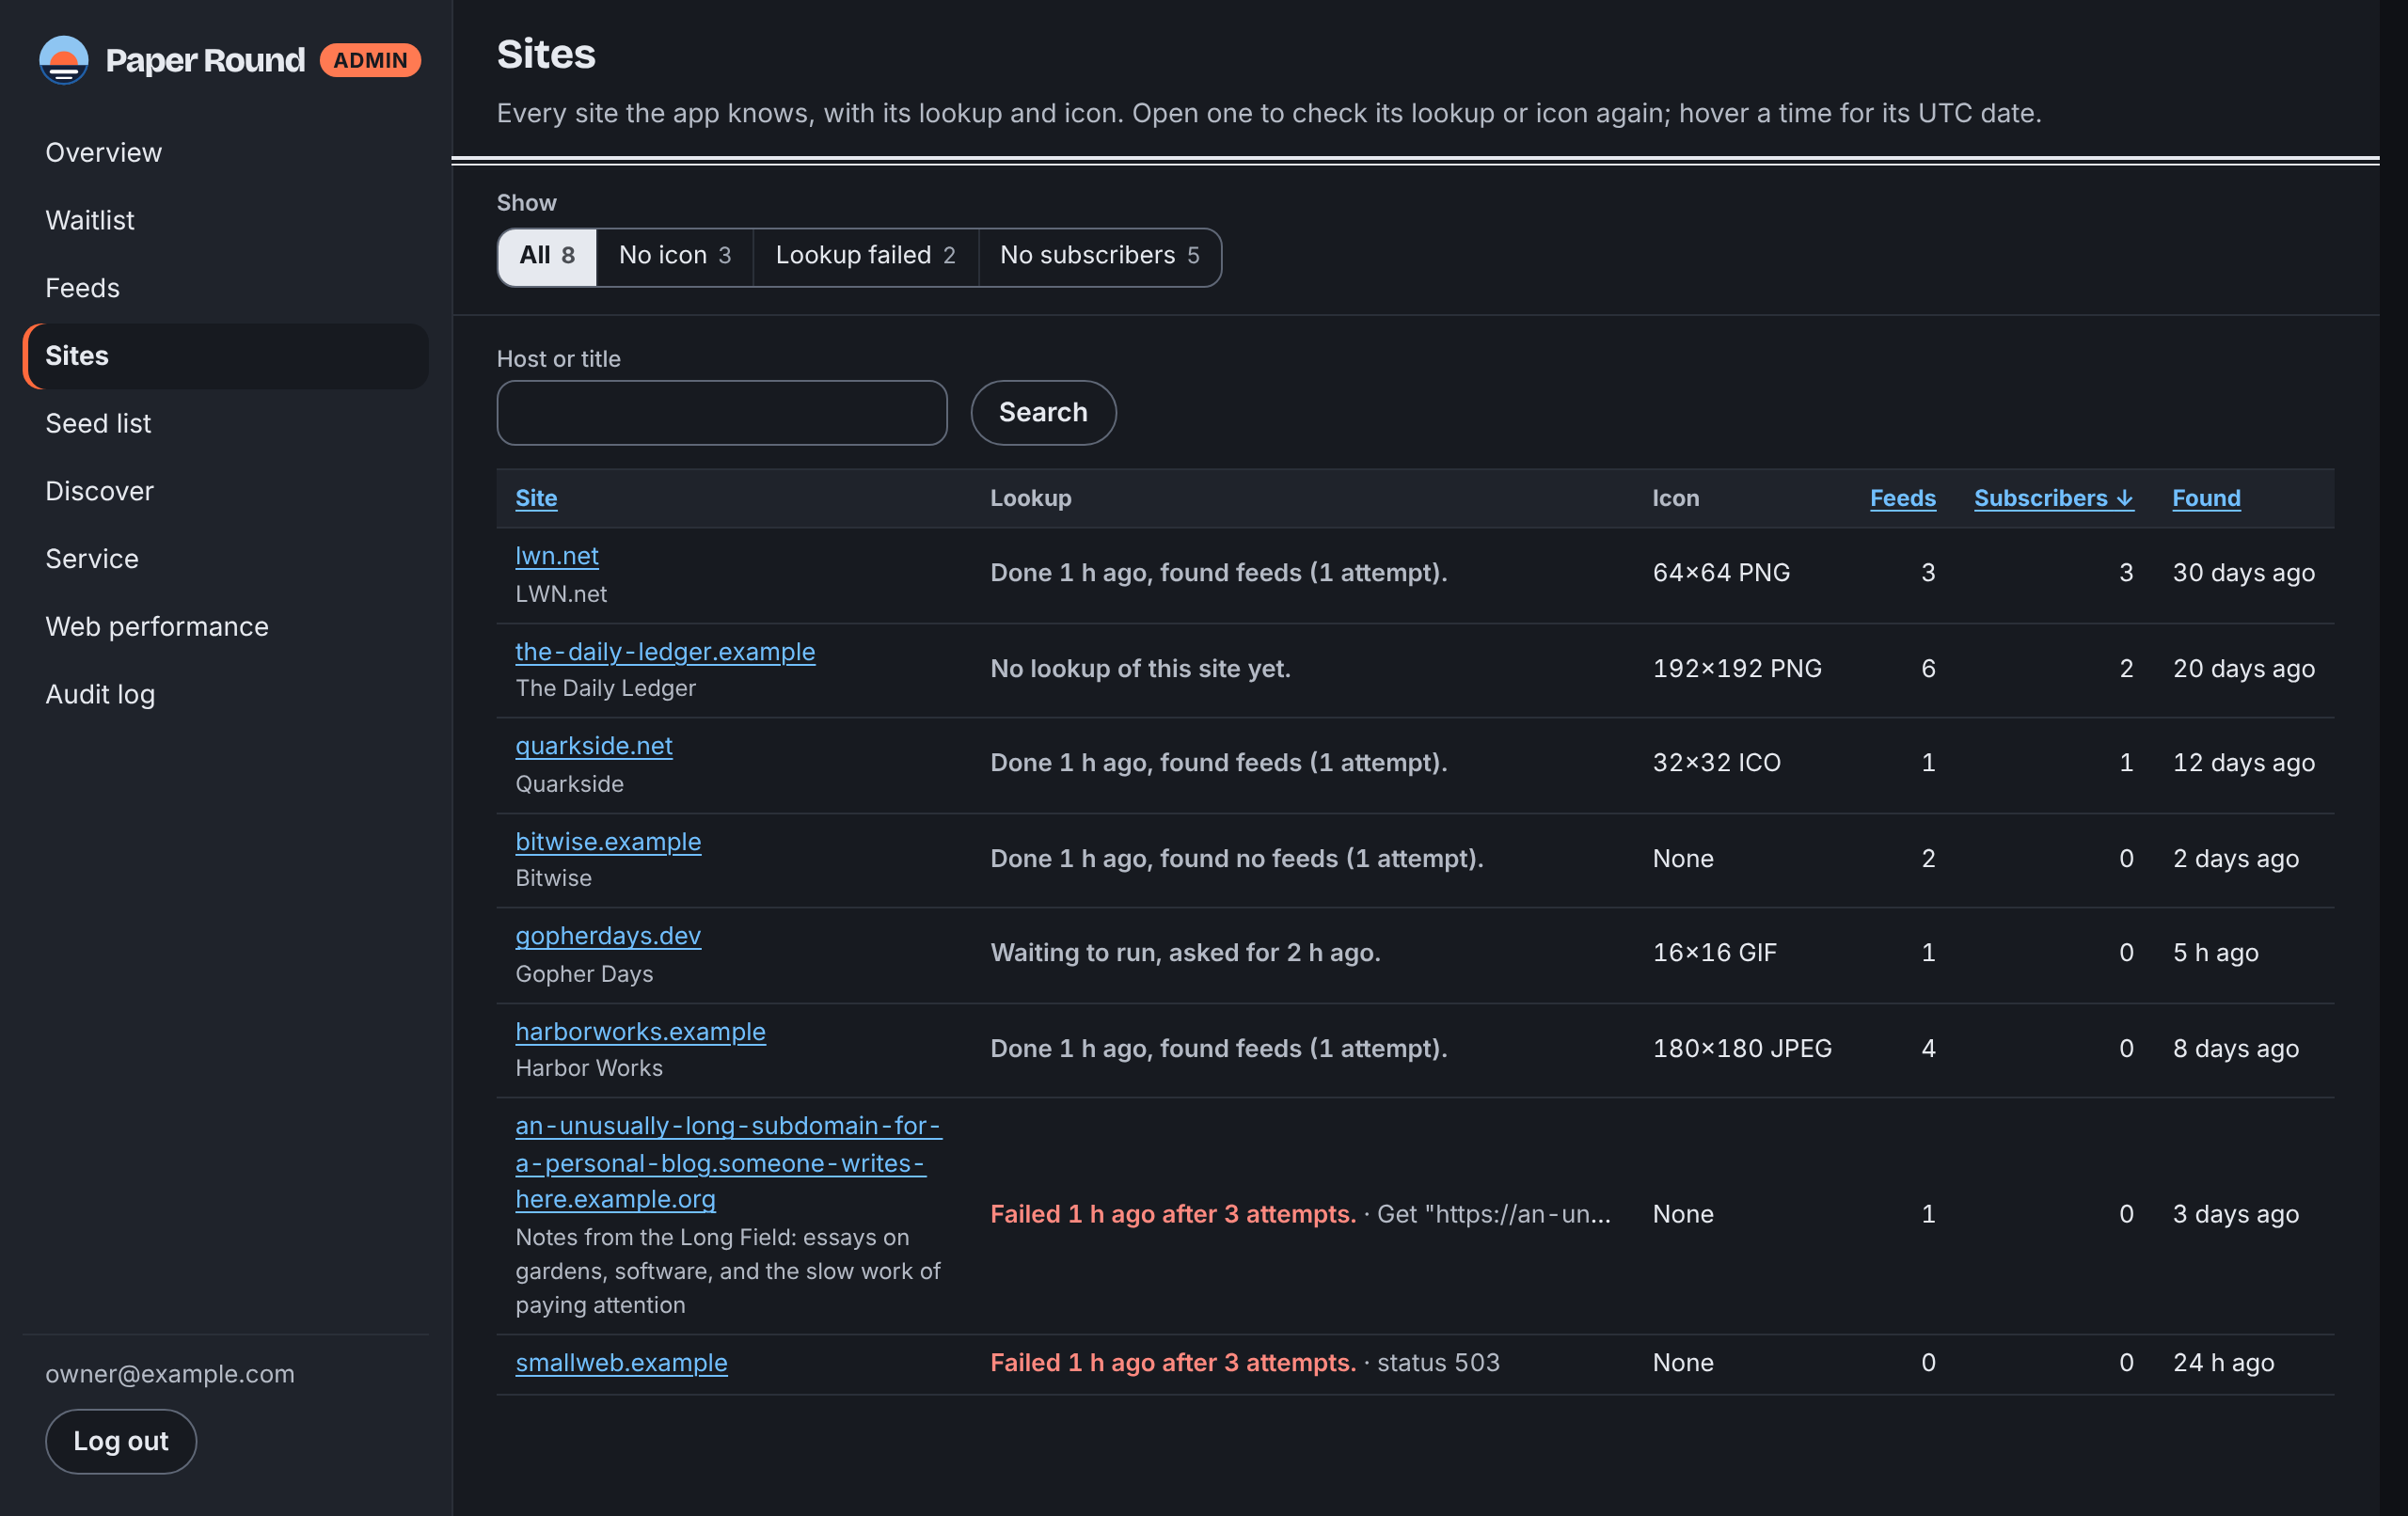 Paper Round ADMIN
Overview
Waitlist
Feeds
Sites
Seed list
Discover
Service
Web performance
Audit log
owner@example.com
Log out
Sites
Every site the app knows, with its lookup and icon. Open one to check its lookup or icon again; hover a time for its UTC date.
Show
All 8 No icon 3 Lookup failed 2 No subscribers 5
Host or title
Search
Site Lookup Icon Feeds Subscribers ↓ Found
lwn.net
LWN.net
Done 1 h ago, found feeds (1 attempt). 64×64 PNG 3 3 30 days ago
the-daily-ledger.example
The Daily Ledger
No lookup of this site yet. 192×192 PNG 6 2 20 days ago
quarkside.net
Quarkside
Done 1 h ago, found feeds (1 attempt). 32×32 ICO 1 1 12 days ago
bitwise.example
Bitwise
Done 1 h ago, found no feeds (1 attempt). None 2 0 2 days ago
gopherdays.dev
Gopher Days
Waiting to run, asked for 2 h ago. 16×16 GIF 1 0 5 h ago
harborworks.example
Harbor Works
Done 1 h ago, found feeds (1 attempt). 180×180 JPEG 4 0 8 days ago
an-unusually-long-subdomain-for-
a-personal-blog.someone-writes-
here.example.org
Notes from the Long Field: essays on
gardens, software, and the slow work of
paying attention
Failed 1 h ago after 3 attempts. · Get "https://an-un... None 1 0 3 days ago
smallweb.example Failed 1 h ago after 3 attempts. · status 503 None 0 0 24 h ago